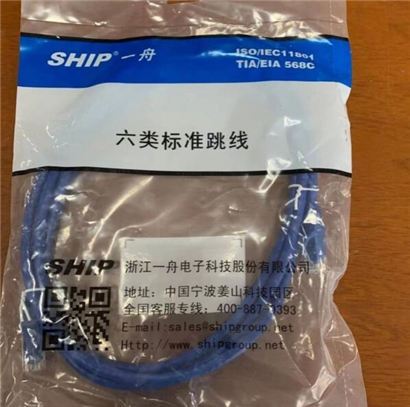 SHIP®一舟
ISO/IEC11801
TIA/EIA 568C
六类标准跳线
SHIP 浙江一舟电子科技股份有限公司
地址: 中国宁波姜山科技园区
全国客服专线: 400-887-1393
E-mail:sales@shipgroup.net
Http://www.shipgroup.net